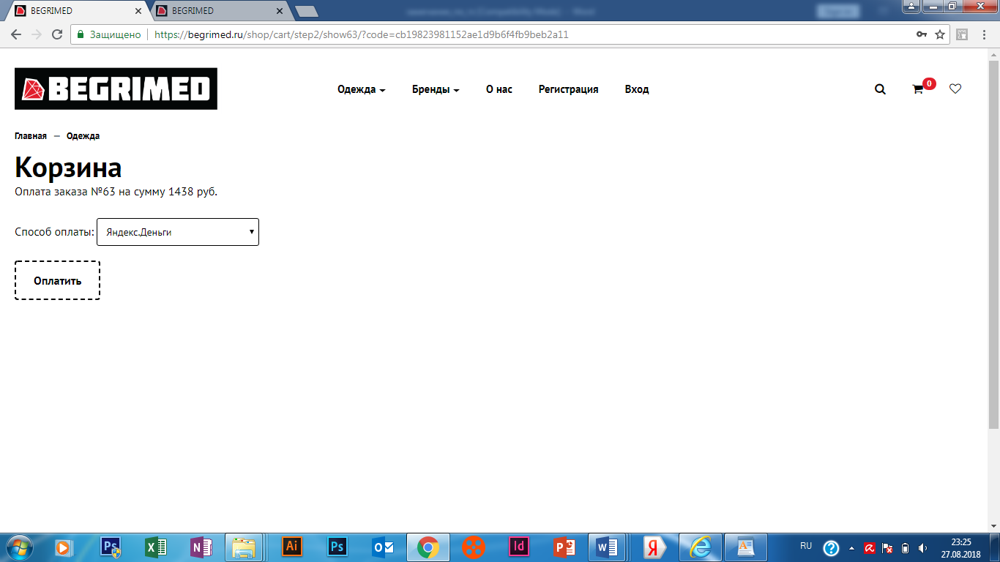 BEGRIMED
BEGRIMED
Защищено
https://begrimed.ru/shop/cart/step2/show63/?code=cb19823981152ae1d9b6f4fb9beb2a11
BEGRIMED
Одежда
Бренды
О нас
Регистрация
Вход
0
Главная — Одежда
Корзина
Оплата заказа №63 на сумму 1438 руб.
Способ оплаты: Яндекс.Деньги
Оплатить
Ps
X
N
Ai
Ps
O
Id
P
W
Я
RU
23:25
27.08.2018